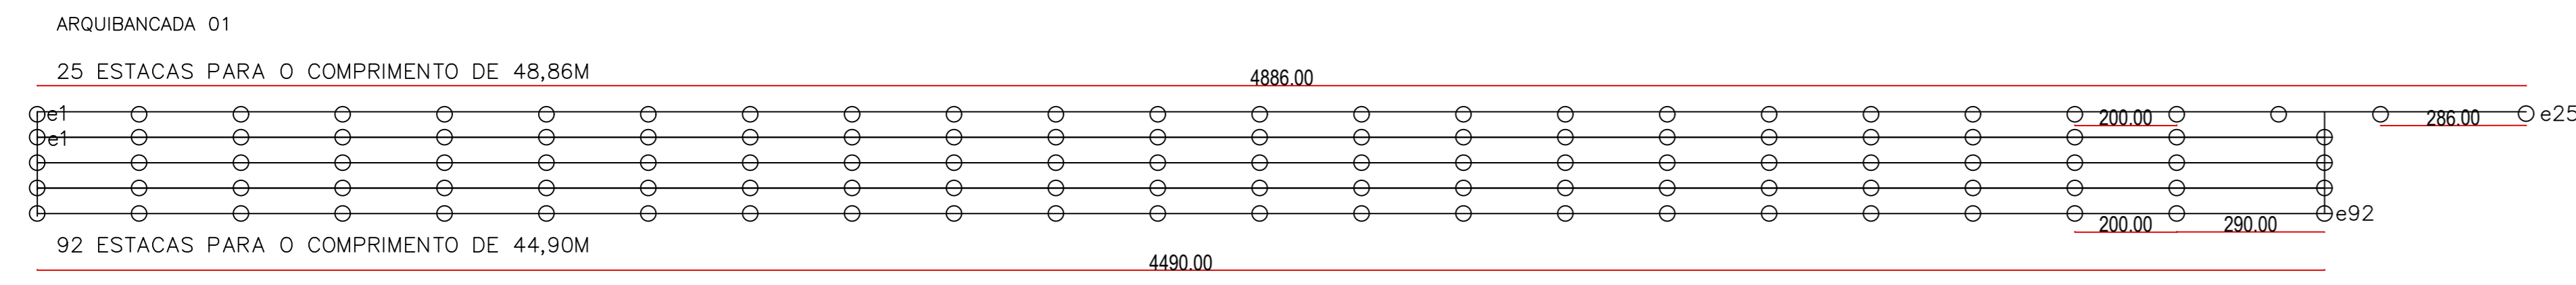 ARQUIBANCADA 01
25 ESTACAS PARA O COMPRIMENTO DE 48,86M
4886.00
e1
200.00
286.00
e25
e1
e92
200.00
290.00
92 ESTACAS PARA O COMPRIMENTO DE 44,90M
4490.00